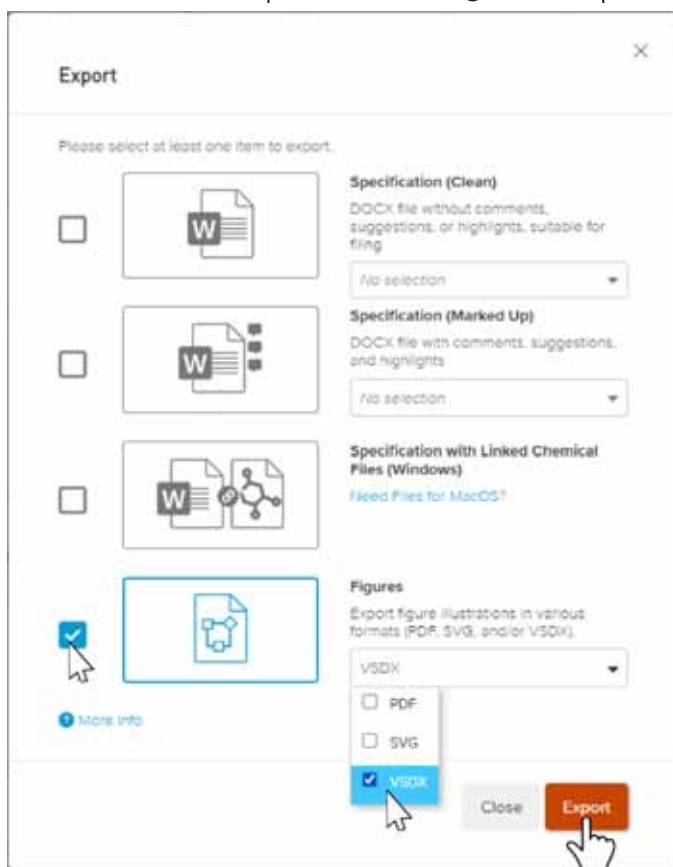 Export
Please select at least one item to export.
Specification (Clean)
DOCX file without comments,
suggestions, or highlights, suitable for
filing
No selection
W
Specification (Marked Up)
DOCX file with comments, suggestions,
and highlights
No selection
W
Specification with Linked Chemical
Files (Windows)
Need Files for MacOS?
W
Figures
Export figure illustrations in various
formats (PDF, SVG, and/or VSDX).
VSDX
PDF
SVG
VSDX
More Info
Close
Export